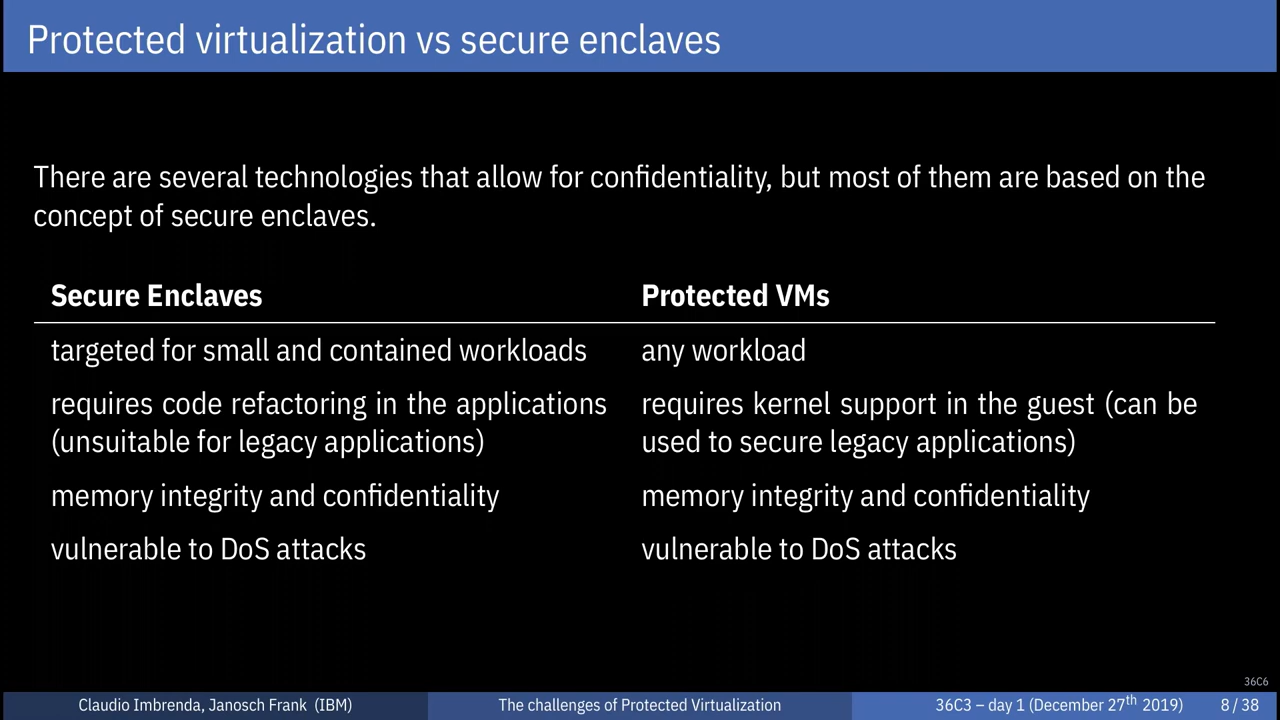 Protected virtualization vs secure enclaves
There are several technologies that allow for confidentiality, but most of them are based on the
concept of secure enclaves.
Secure Enclaves
Protected VMs
targeted for small and contained workloads
any workload
requires code refactoring in the applications
(unsuitable for legacy applications)
requires kernel support in the guest (can be
used to secure legacy applications)
memory integrity and confidentiality
memory integrity and confidentiality
vulnerable to DoS attacks
vulnerable to DoS attacks
36C6
Claudio Imbrenda, Janosch Frank (IBM)
The challenges of Protected Virtualization
36C3 – day 1 (December 27th 2019)
8 / 38